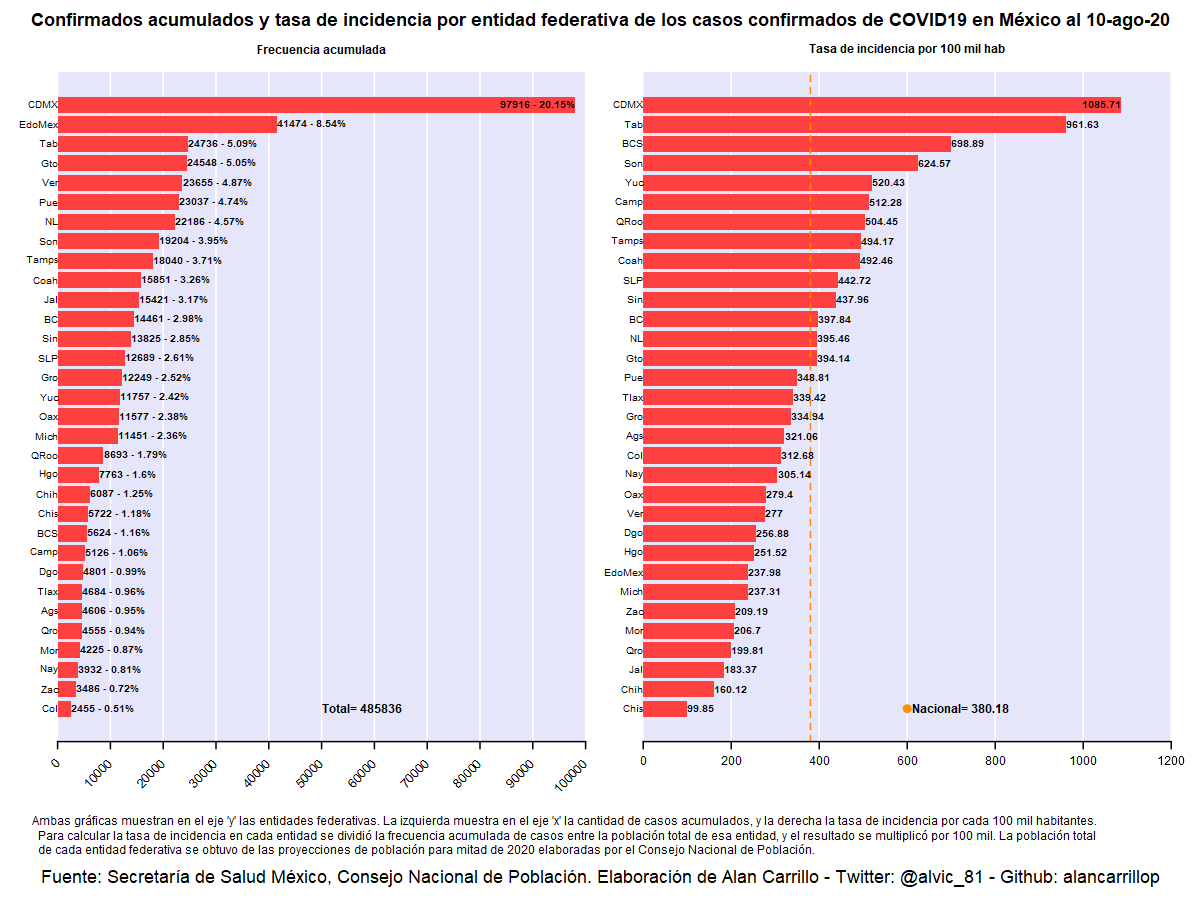 Confirmados acumulados y tasa de incidencia por entidad federativa de los casos confirmados de COVID19 en México al 10-ago-20
Frecuencia acumulada
CDMX 97916 - 20.15%
EdoMex 41474 - 8.54%
Tab 24736 - 5.09%
Gto 24548 - 5.05%
Ver 23655 - 4.87%
Pue 23037 - 4.74%
NL 22186 - 4.57%
Son 19204 - 3.95%
Tamps 18040 - 3.71%
Coah 15851 - 3.26%
Jal 15421 - 3.17%
BC 14461 - 2.98%
Sin 13825 - 2.85%
SLP 12689 - 2.61%
Gro 12249 - 2.52%
Yuc 11757 - 2.42%
Oax 11577 - 2.38%
Mich 11451 - 2.36%
QRoo 8693 - 1.79%
Hgo 7763 - 1.6%
Chih 6087 - 1.25%
Chis 5722 - 1.18%
BCS 5624 - 1.16%
Camp 5126 - 1.06%
Dgo 4801 - 0.99%
Tlax 4684 - 0.96%
Ags 4606 - 0.95%
Qro 4555 - 0.94%
Mor 4225 - 0.87%
Nay 3932 - 0.81%
Zac 3486 - 0.72%
Col 2455 - 0.51% Total= 485836
0 10000 20000 30000 40000 50000 60000 70000 80000 90000 100000
Tasa de incidencia por 100 mil hab
CDMX 1085.71
Tab 961.63
BCS 698.89
Son 624.57
Yuc 520.43
Camp 512.28
QRoo 504.45
Tamps 494.17
Coah 492.46
SLP 442.72
Sin 437.96
BC 397.84
NL 395.46
Gto 394.14
Pue 348.81
Tlax 339.42
Gro 334.94
Ags 321.06
Col 312.68
Nay 305.14
Oax 279.4
Ver 277
Dgo 256.88
Hgo 251.52
EdoMex 237.98
Mich 237.31
Zac 209.19
Mor 206.7
Qro 199.81
Jal 183.37
Chih 160.12
Chis 99.85 Nacional= 380.18
0 200 400 600 800 1000 1200
Ambas gráficas muestran en el eje 'y' las entidades federativas. La izquierda muestra en el eje 'x' la cantidad de casos acumulados, y la derecha la tasa de incidencia por cada 100 mil habitantes.
Para calcular la tasa de incidencia en cada entidad se dividió la frecuencia acumulada de casos entre la población total de esa entidad, y el resultado se multiplicó por 100 mil. La población total
de cada entidad federativa se obtuvo de las proyecciones de población para mitad de 2020 elaboradas por el Consejo Nacional de Población.
Fuente: Secretaría de Salud México, Consejo Nacional de Población. Elaboración de Alan Carrillo - Twitter: @alvic_81 - Github: alancarrillop